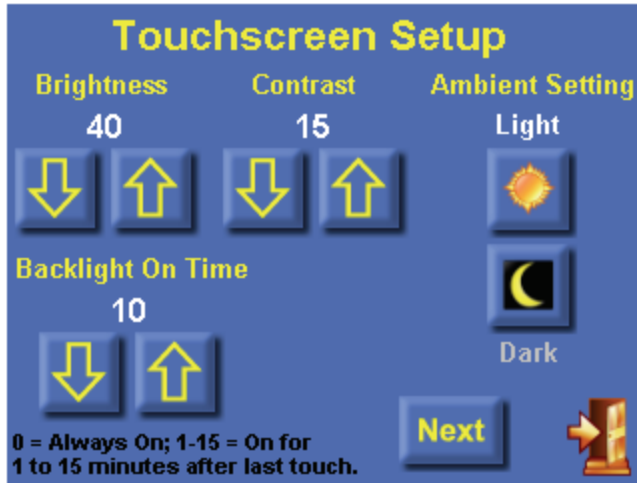 Touchscreen Setup
Brightness
Contrast
Ambient Setting
40
15
Light
Backlight On Time
10
Dark
Next
0 = Always On; 1-15 = On for
1 to 15 minutes after last touch.